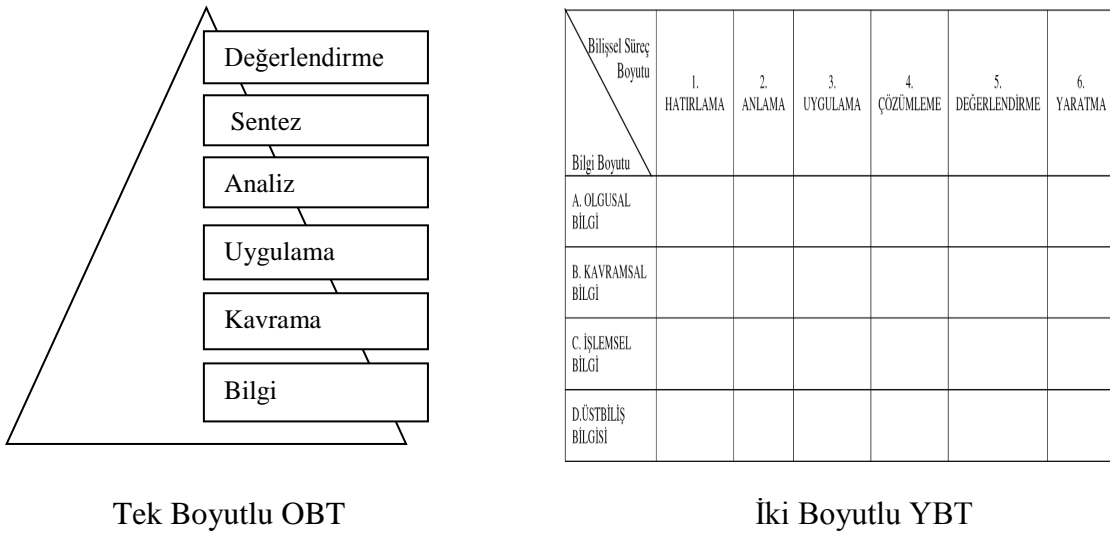 Değerlendirme
Sentez
Analiz
Uygulama
Kavrama
Bilgi
Tek Boyutlu OBT
Bilişsel Süreç
Boyutu
Bilgi Boyutu
1.
HATIRLAMA
2.
ANLAMA
3.
UYGULAMA
4.
ÇÖZÜMLEME
5.
DEĞERLENDİRME
6.
YARATMA
A. OLGUSAL
BİLGİ
B. KAVRAMSAL
BİLGİ
C. İŞLEMSEL
BİLGİ
D.ÜSTBİLİŞ
BİLGİSİ
İki Boyutlu YBT